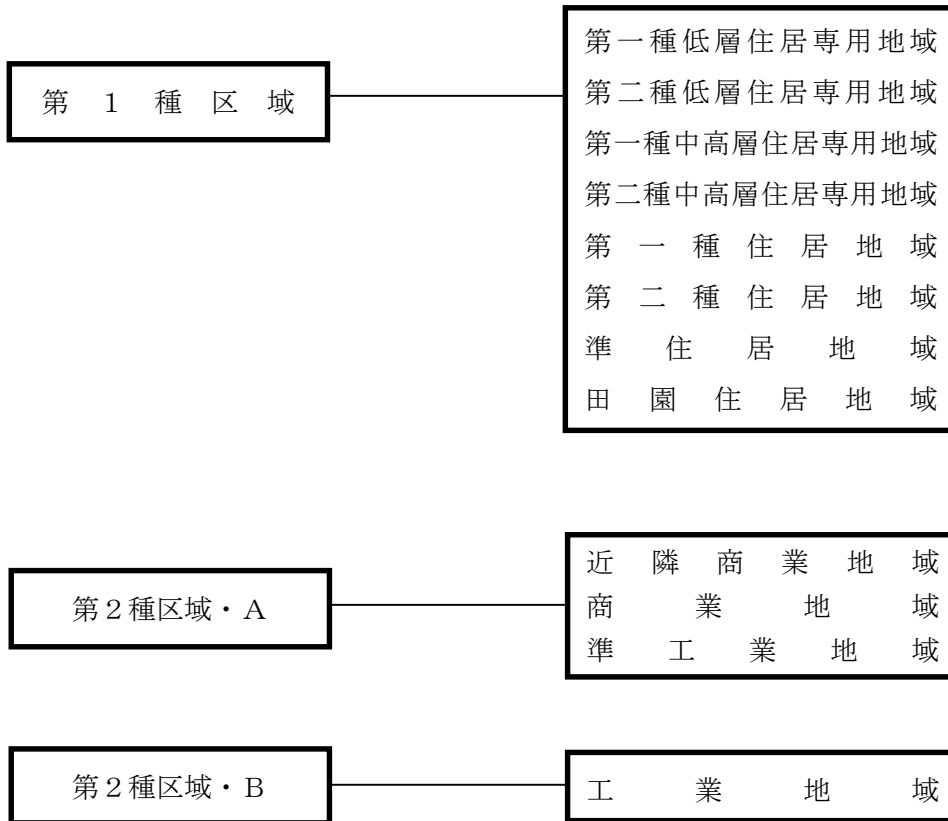 第１種区域
第一種低層住居専用地域
第二種低層住居専用地域
第一種中高層住居専用地域
第二種中高層住居専用地域
第一種住居地域
第二種住居地域
準住居地域
田園住居地域
第２種区域・Ａ
近隣商業地域
商業地域
準工業地域
第２種区域・Ｂ
工業地域